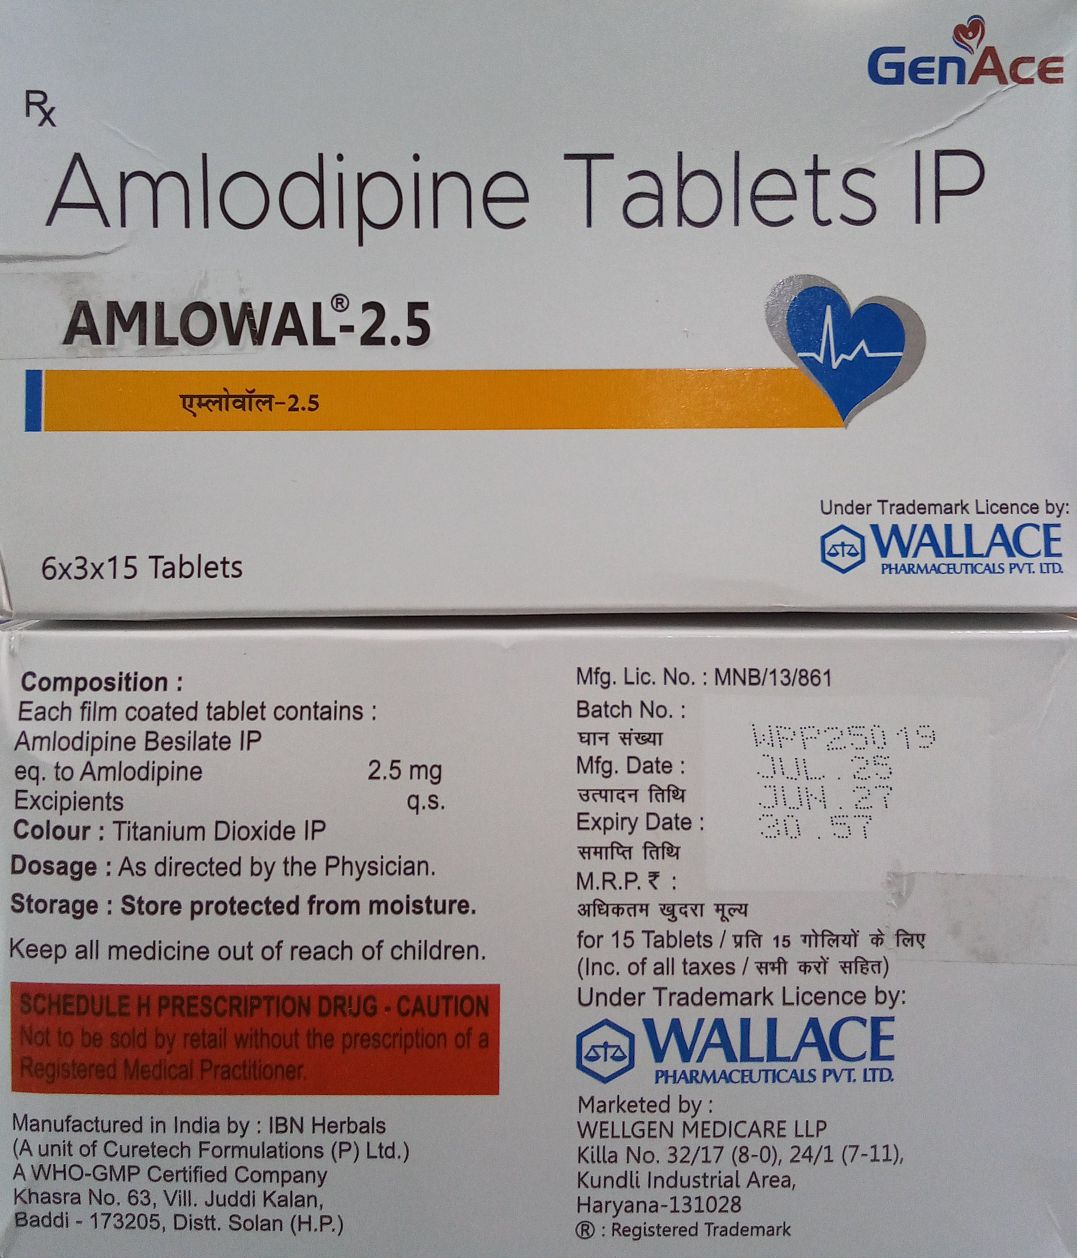 GenAce
Rx
Amlodipine Tablets IP
AMLOWAL®-2.5
एम्लोवॉल-2.5
Under Trademark Licence by:
WALLACE
PHARMACEUTICALS PVT. LTD.
6x3x15 Tablets
Composition :
Each film coated tablet contains :
Amlodipine Besilate IP
eq. to Amlodipine 2.5 mg
Excipients q.s.
Colour : Titanium Dioxide IP
Dosage : As directed by the Physician.
Storage : Store protected from moisture.
Keep all medicine out of reach of children.
SCHEDULE H PRESCRIPTION DRUG - CAUTION
Not to be sold by retail without the prescription of a
Registered Medical Practitioner.
Manufactured in India by : IBN Herbals
(A unit of Curetech Formulations (P) Ltd.)
A WHO-GMP Certified Company
Khasra No. 63, Vill. Juddi Kalan,
Baddi - 173205, Distt. Solan (H.P.)
Mfg. Lic. No. : MNB/13/861
Batch No. :
घान संख्या WPP25019
Mfg. Date : JUL.25
उत्पादन तिथि JUN.27
Expiry Date : 30.57
समाप्ति तिथि
M.R.P. ₹ :
अधिकतम खुदरा मूल्य
for 15 Tablets / प्रति 15 गोलियों के लिए
(Inc. of all taxes / सभी करों सहित)
Under Trademark Licence by:
WALLACE
PHARMACEUTICALS PVT. LTD.
Marketed by :
WELLGEN MEDICARE LLP
Killa No. 32/17 (8-0), 24/1 (7-11),
Kundli Industrial Area,
Haryana-131028
® : Registered Trademark